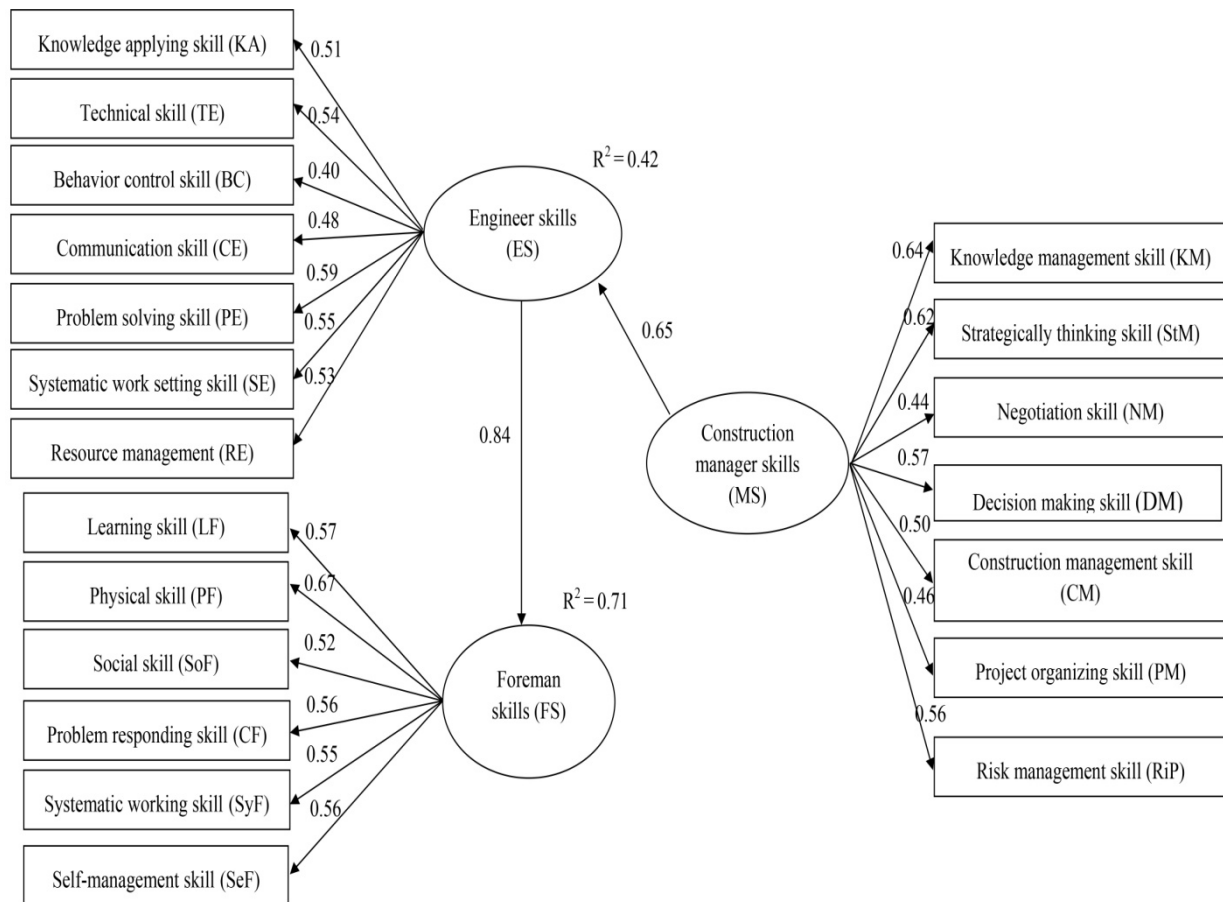 Knowledge applying skill (KA)
0.51
Technical skill (TE)
0.54
Behavior control skill (BC)
0.40
Communication skill (CE)
0.48
Problem solving skill (PE)
0.59
Systematic work setting skill (SE)
0.55
Resource management (RE)
0.53
R² = 0.42
Engineer skills
(ES)
0.65
0.84
Construction
manager skills
(MS)
0.64
Knowledge management skill (KM)
0.62
Strategically thinking skill (StM)
0.44
Negotiation skill (NM)
0.57
Decision making skill (DM)
0.50
Construction management skill
(CM)
0.46
Project organizing skill (PM)
0.56
Risk management skill (RiP)
Learning skill (LF)
0.57
Physical skill (PF)
0.67
Social skill (SoF)
0.52
Problem responding skill (CF)
0.56
Systematic working skill (SyF)
0.55
Self-management skill (SeF)
0.56
R² = 0.71
Foreman
skills (FS)